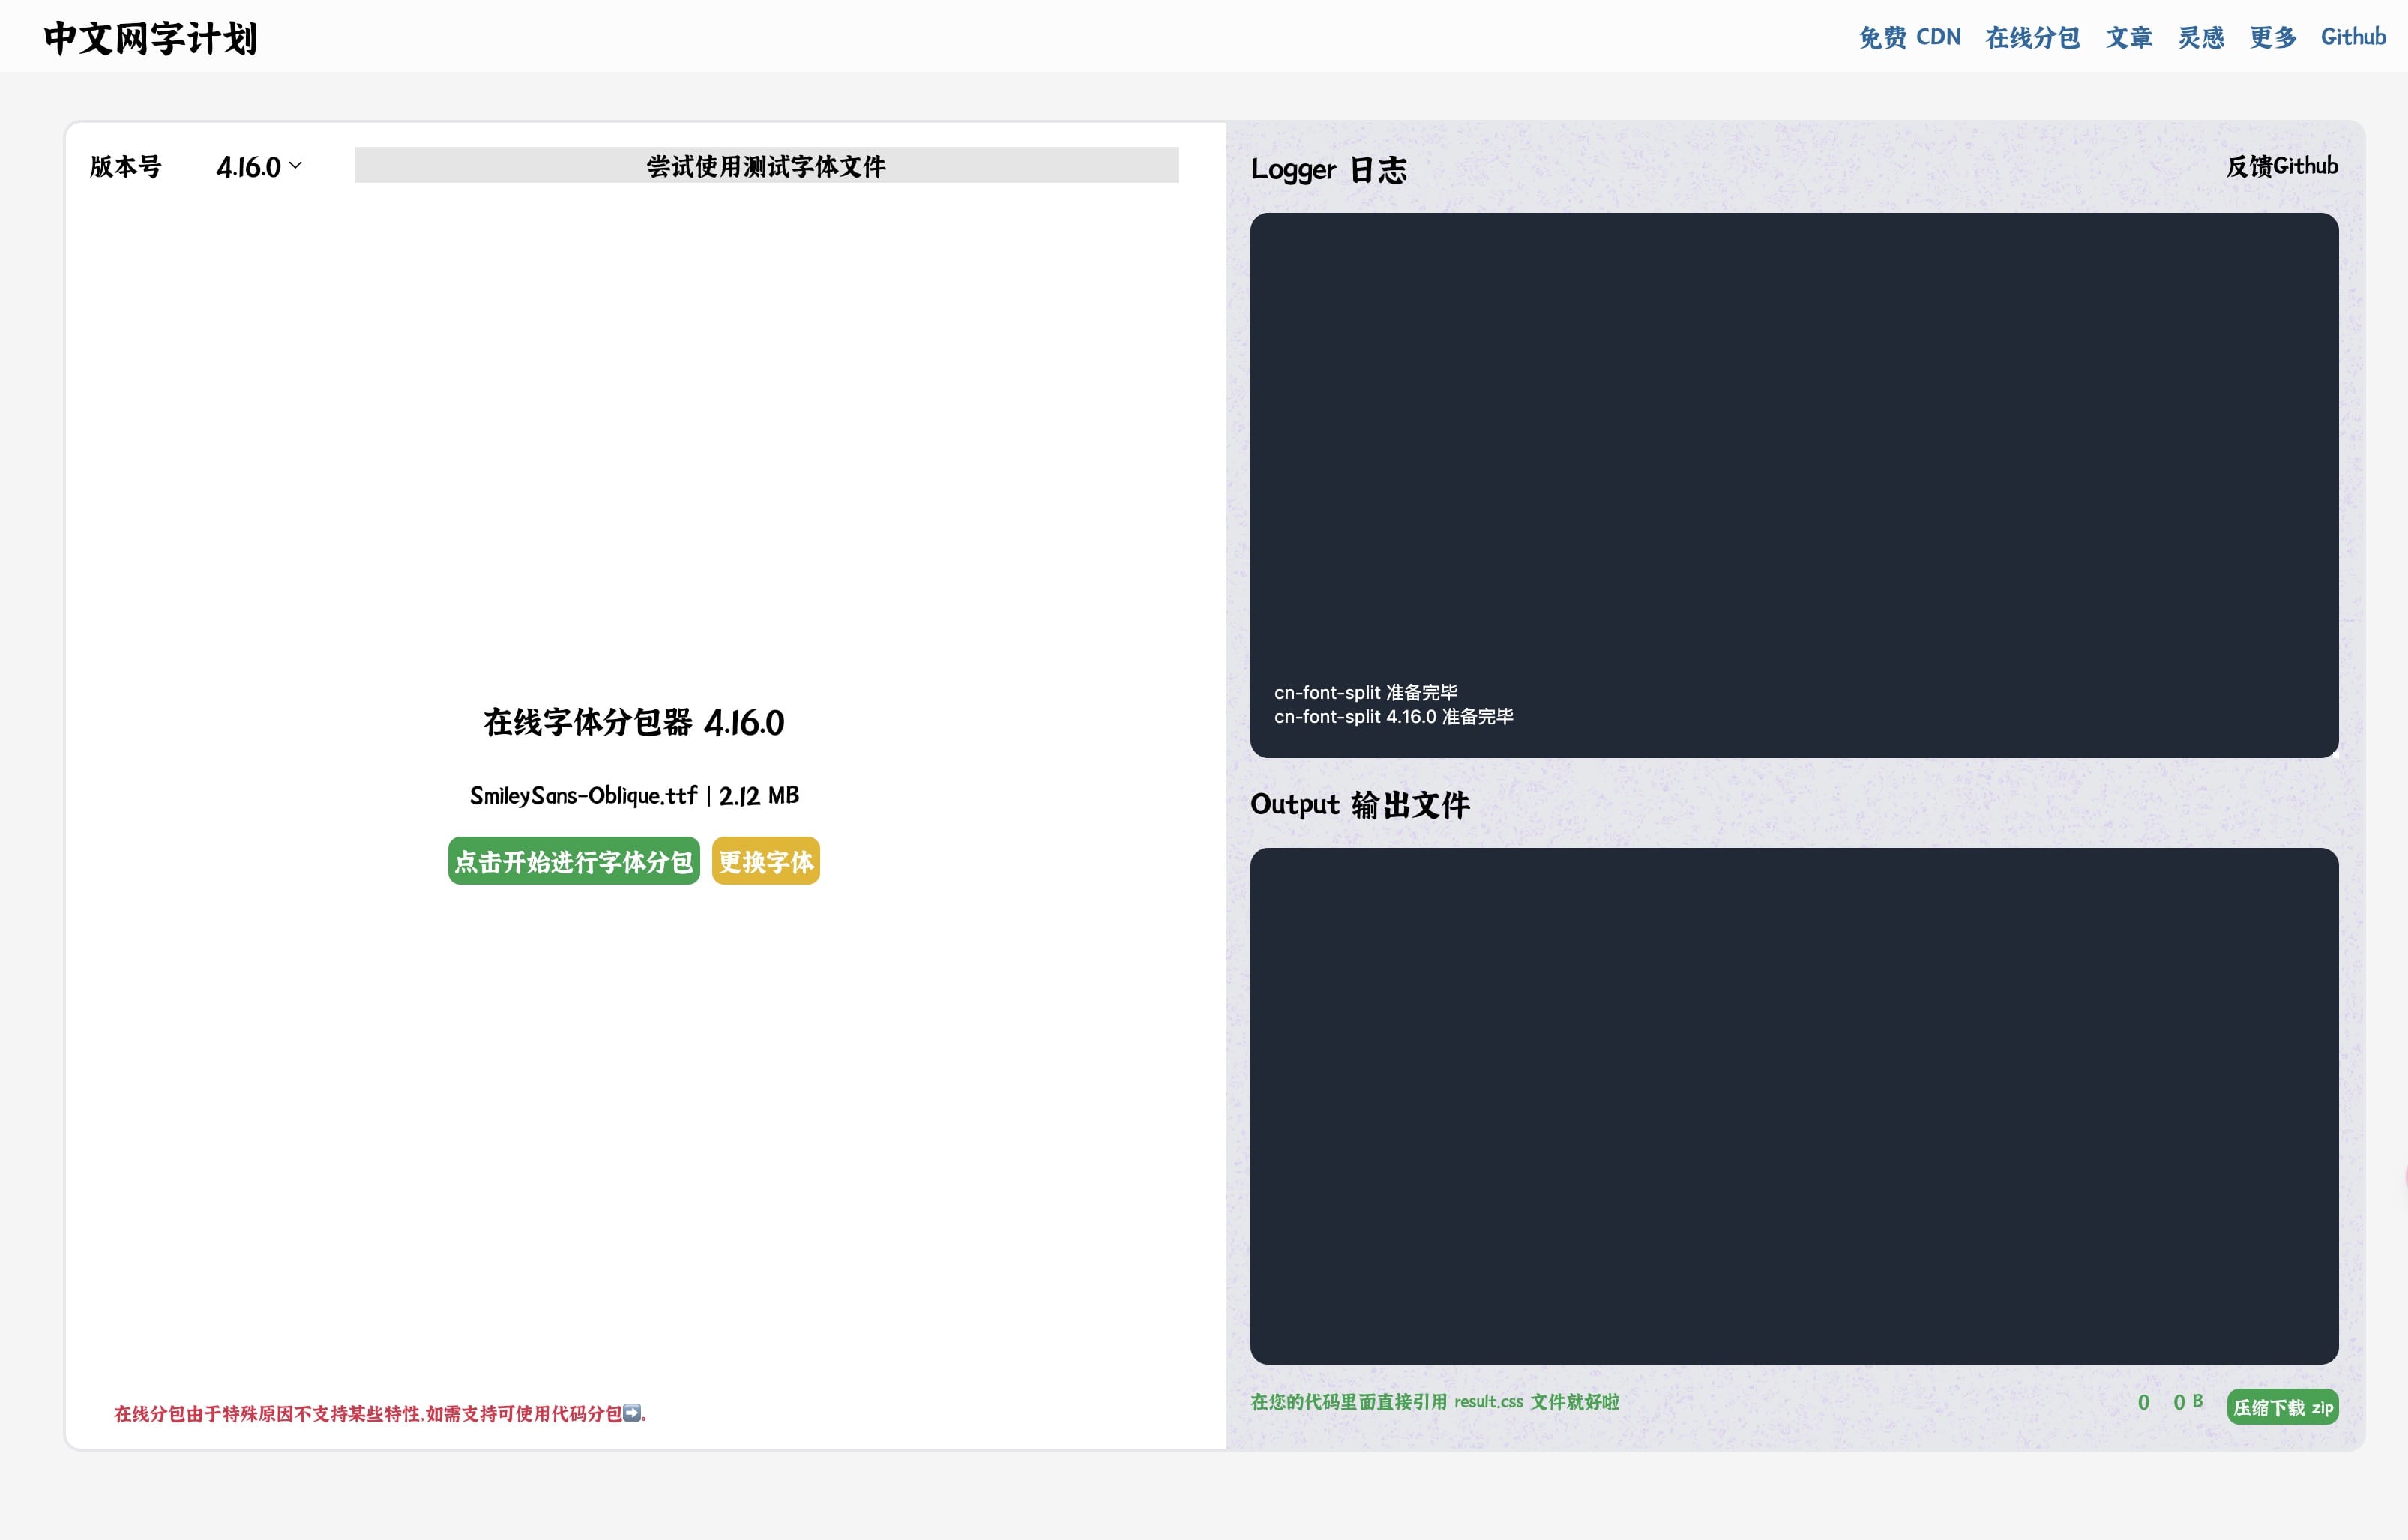 中文网字计划
免费 CDN 在线分包 文章 灵感 更多 Github
版本号 4.16.0 尝试使用测试字体文件
在线字体分包器 4.16.0
SmileySans-Oblique.ttf | 2.12 MB
点击开始进行字体分包 更换字体
在线分包由于特殊原因不支持某些特性,如需支持可使用代码分包➡️。
Logger 日志 反馈Github
cn-font-split 准备完毕
cn-font-split 4.16.0 准备完毕
Output 输出文件
在您的代码里面直接引用 result.css 文件就好啦 0 0 B 压缩下载 zip